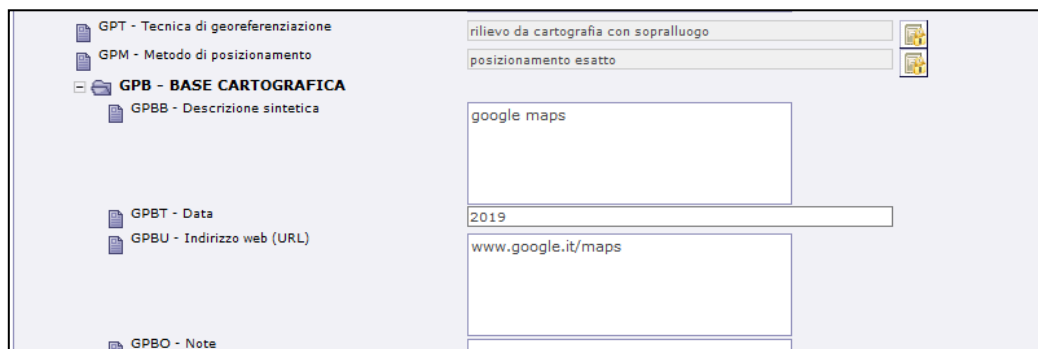 GPT - Tecnica di georeferenziazione rilievo da cartografia con sopralluogo
GPM - Metodo di posizionamento posizionamento esatto
GPB - BASE CARTOGRAFICA
GPBB - Descrizione sintetica google maps
GPBT - Data 2019
GPBU - Indirizzo web (URL) www.google.it/maps
GPBO - Note